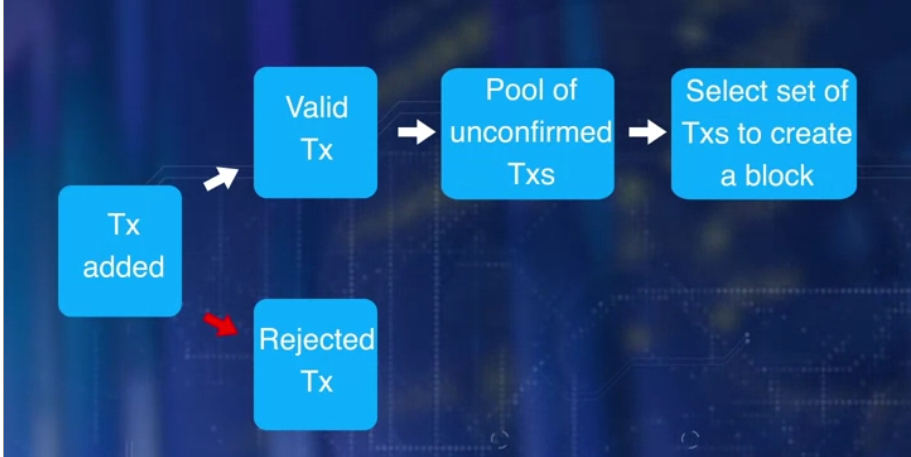 Tx
added
Valid
Tx
Pool of
unconfirmed
Txs
Select set of
Txs to create
a block
Rejected
Tx